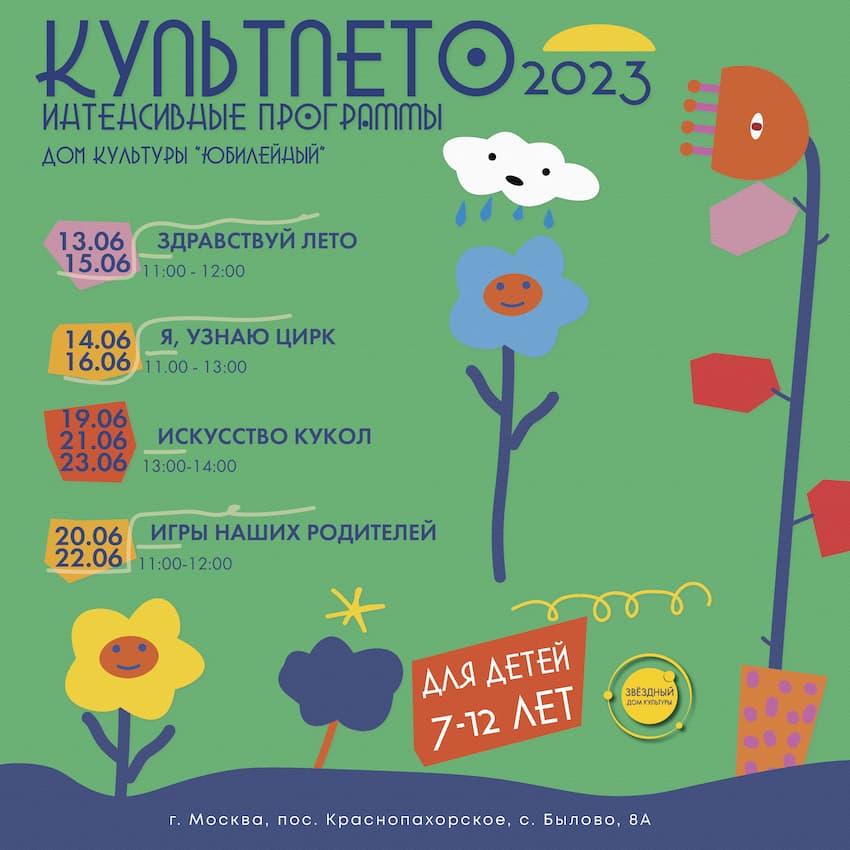 КУЛЬТЛЕТО
2023
ИНТЕНСИВНЫЕ ПРОГРАММЫ
ДОМ КУЛЬТУРЫ "ЮБИЛЕЙНЫЙ"
13.06
15.06
ЗДРАВСТВУЙ ЛЕТО
11:00 - 12:00
14.06
16.06
Я, УЗНАЮ ЦИРК
11.00 - 13:00
19.06
21.06
23.06
ИСКУССТВО КУКОЛ
13:00-14:00
20.06
22.06
ИГРЫ НАШИХ РОДИТЕЛЕЙ
11:00-12:00
ДЛЯ ДЕТЕЙ
7-12 ЛЕТ
ЗВЁЗДНЫЙ
ДОМ КУЛЬТУРЫ
г. Москва, пос. Краснопахорское, с. Былово, 8А